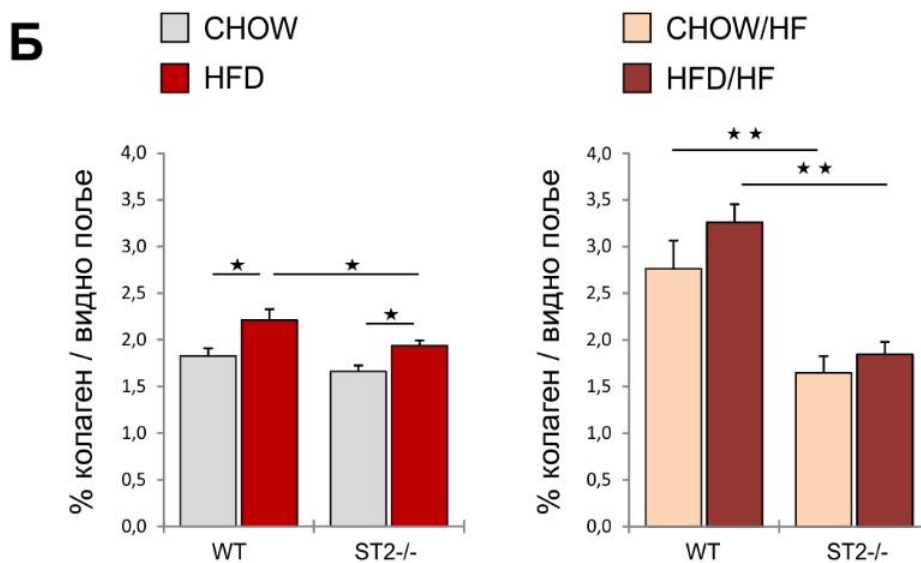 Б
CHOW
HFD
CHOW/HF
HFD/HF
% колаген / видно поље
4,0
3,5
3,0
2,5
2,0
1,5
1,0
0,5
0,0
★
★
★
WT
ST2-/-
% колаген / видно поље
4,0
3,5
3,0
2,5
2,0
1,5
1,0
0,5
0,0
★ ★
★ ★
WT
ST2-/-